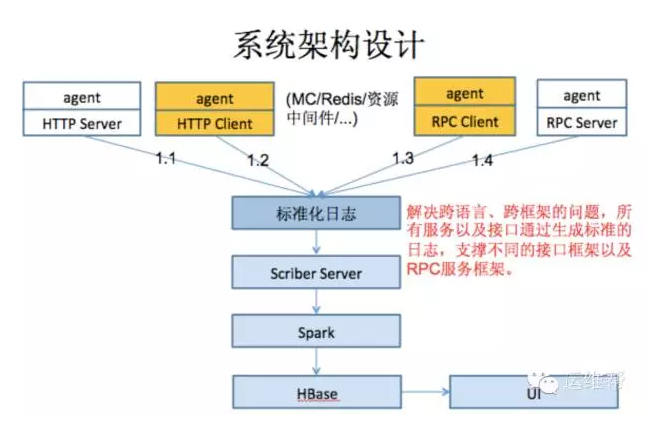 系统架构设计
agent
HTTP Server
agent
HTTP Client
(MC/Redis/资源
中间件/...)
agent
RPC Client
agent
RPC Server
1.1
1.2
1.3
1.4
标准化日志
解决跨语言、跨框架的问题，所
有服务以及接口通过生成标准的
日志，支撑不同的接口框架以及
RPC服务框架。
Scriber Server
Spark
HBase
UI
运维帮